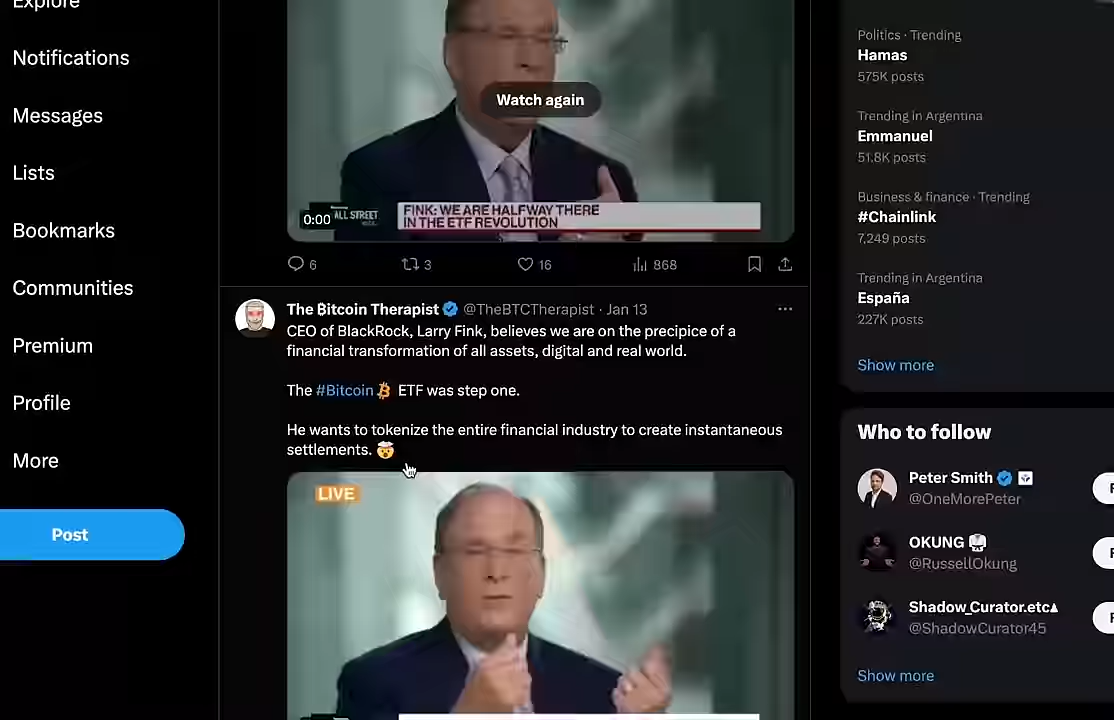 Explore
Notifications
Messages
Lists
Bookmarks
Communities
Premium
Profile
More
Post
Watch again
0:00
ALL STREET
FINK: WE ARE HALFWAY THERE
IN THE ETF REVOLUTION
6
3
16
868
The ₿itcoin Therapist @TheBTCTherapist · Jan 13
CEO of BlackRock, Larry Fink, believes we are on the precipice of a
financial transformation of all assets, digital and real world.
The #Bitcoin ETF was step one.
He wants to tokenize the entire financial industry to create instantaneous
settlements. 🤯
LIVE
Politics · Trending
Hamas
575K posts
Trending in Argentina
Emmanuel
51.8K posts
Business & finance · Trending
#Chainlink
7,249 posts
Trending in Argentina
España
227K posts
Show more
Who to follow
Peter Smith
@OneMorePeter
OKUNG
@RussellOkung
Shadow_Curator.etc▲
@ShadowCurator45
Show more